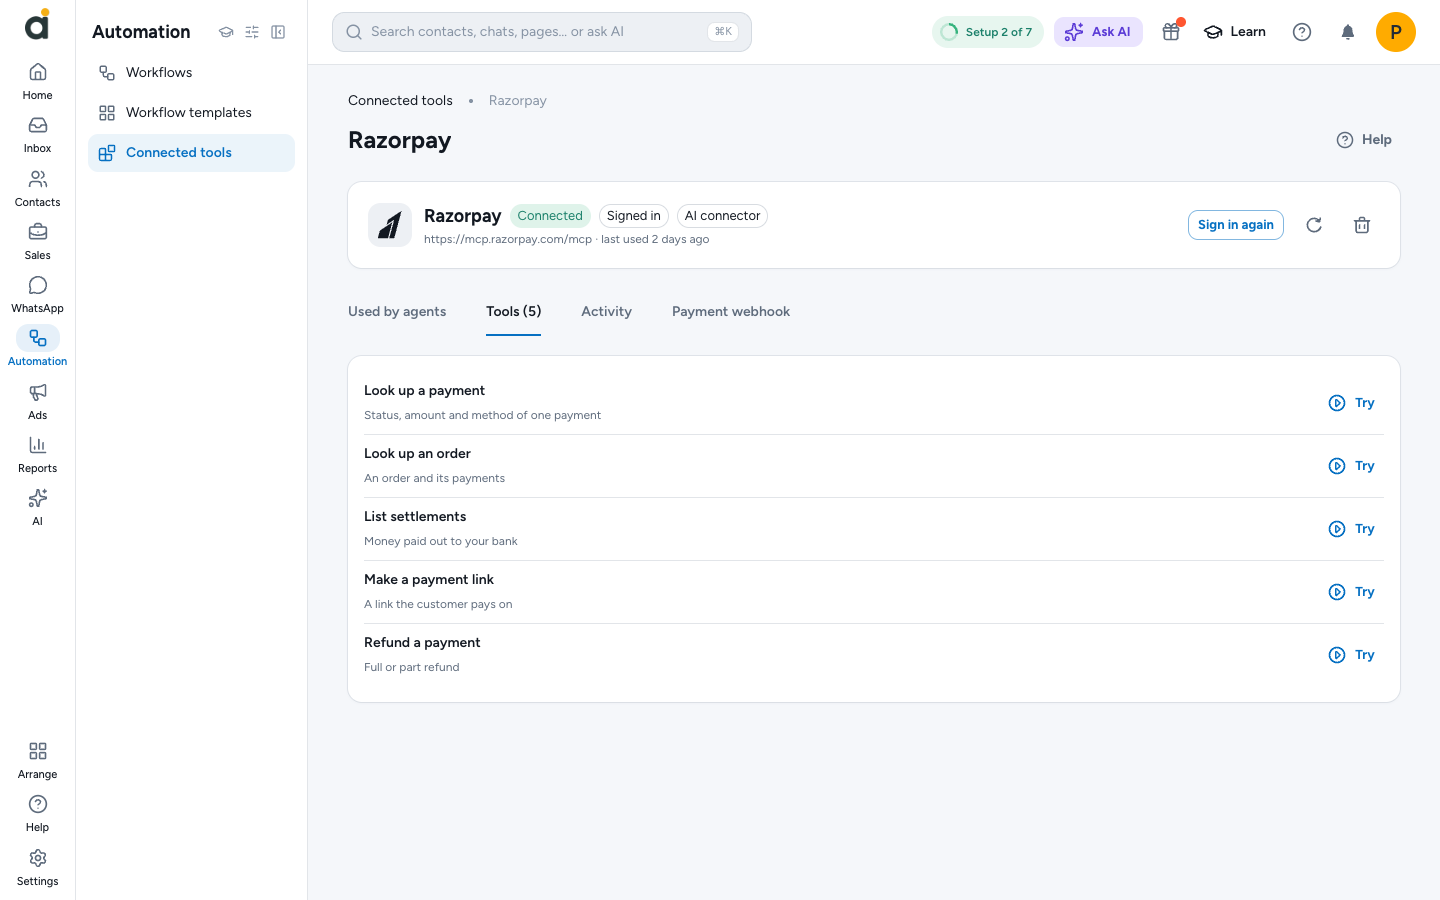 Automation
Search contacts, chats, pages... or ask AI
⌘K
Setup 2 of 7
Ask AI
Learn
P
Home
Inbox
Contacts
Sales
WhatsApp
Automation
Ads
Reports
AI
Arrange
Help
Settings
Workflows
Workflow templates
Connected tools
Connected tools • Razorpay
Razorpay
Help
Razorpay Connected Signed in AI connector
https://mcp.razorpay.com/mcp · last used 2 days ago
Sign in again
Used by agents Tools (5) Activity Payment webhook
Look up a payment
Status, amount and method of one payment
Try
Look up an order
An order and its payments
Try
List settlements
Money paid out to your bank
Try
Make a payment link
A link the customer pays on
Try
Refund a payment
Full or part refund
Try